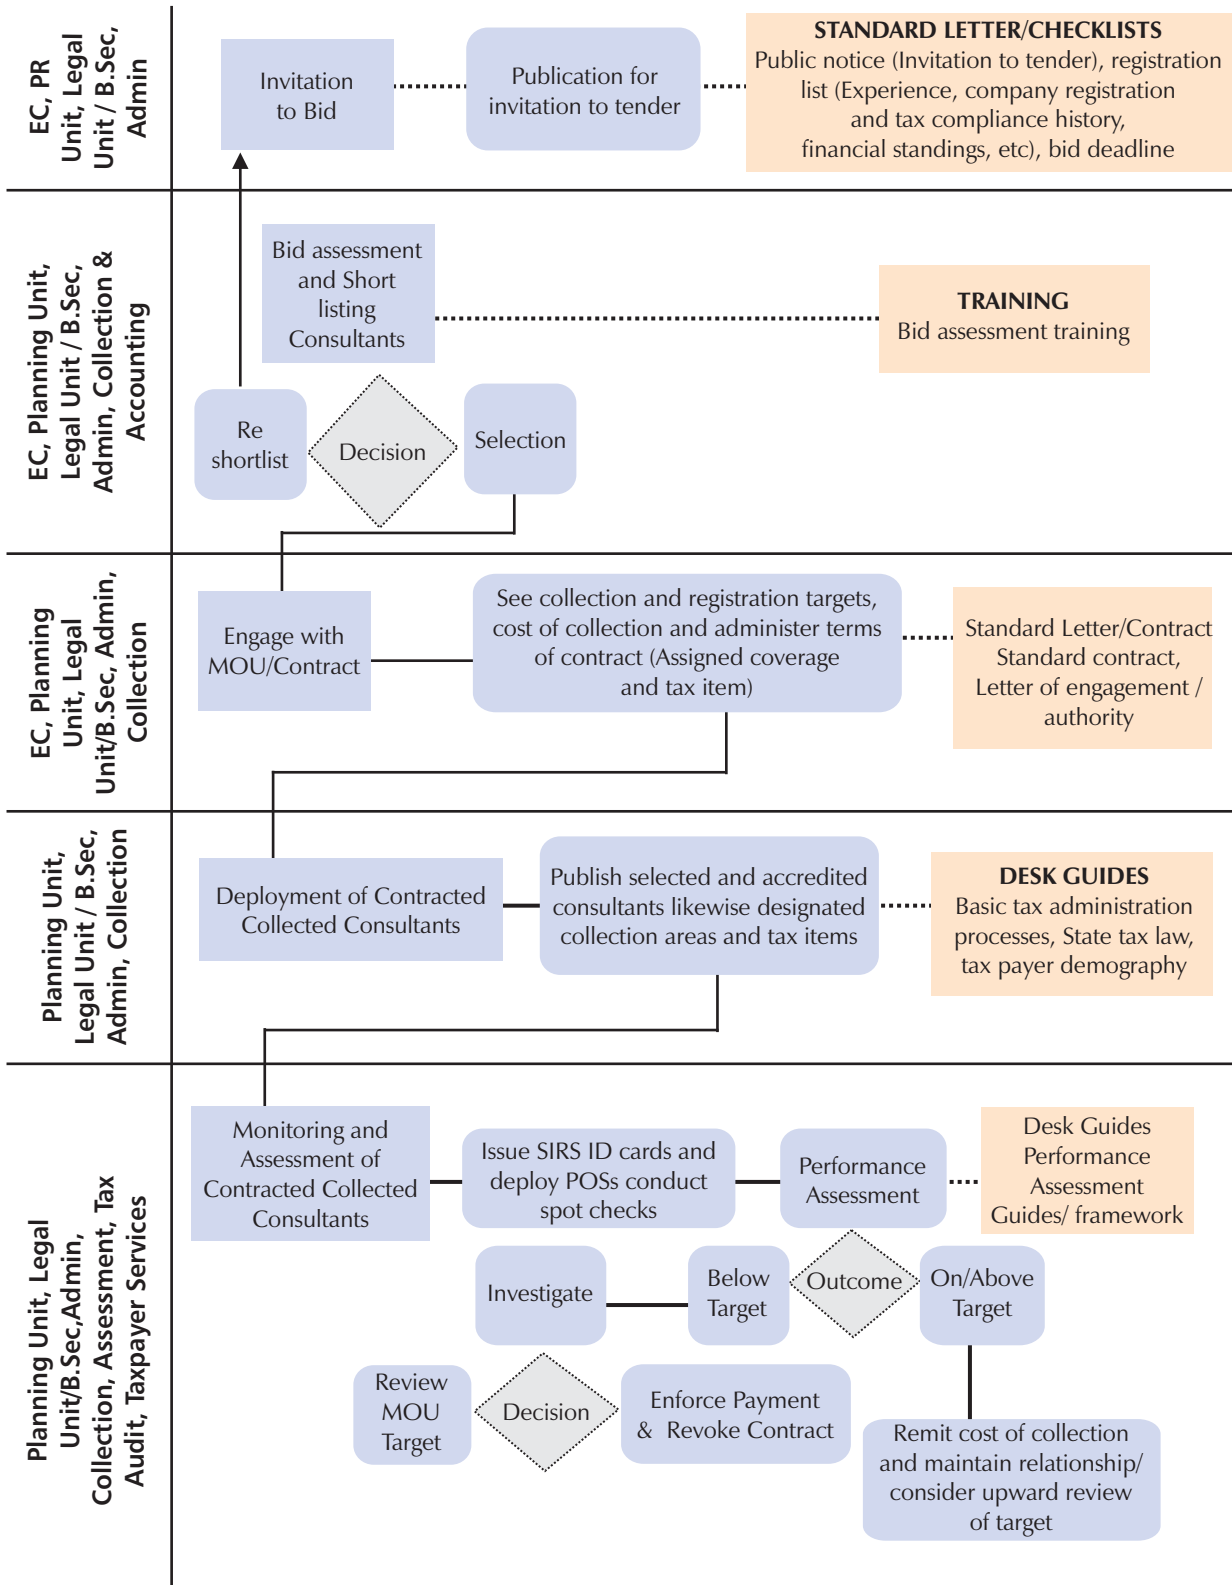 EC, PR
Unit, Legal
Unit / B.Sec,
Admin
Invitation
to Bid
Publication for
invitation to tender
STANDARD LETTER/CHECKLISTS
Public notice (Invitation to tender), registration
list (Experience, company registration
and tax compliance history,
financial standings, etc), bid deadline
EC, Planning Unit,
Legal Unit / B.Sec,
Admin, Collection &
Accounting
Bid assessment
and Short
listing
Consultants
TRAINING
Bid assessment training
Re
shortlist
Decision
Selection
EC, Planning
Unit, Legal
Unit/B.Sec, Admin,
Collection
Engage with
MOU/Contract
See collection and registration targets,
cost of collection and administer terms
of contract (Assigned coverage
and tax item)
Standard Letter/Contract
Standard contract,
Letter of engagement /
authority
Planning Unit,
Legal Unit / B.Sec,
Admin, Collection
Deployment of Contracted
Collected Consultants
Publish selected and accredited
consultants likewise designated
collection areas and tax items
DESK GUIDES
Basic tax administration
processes, State tax law,
tax payer demography
Planning Unit, Legal
Unit/B.Sec,Admin,
Collection, Assessment, Tax
Audit, Taxpayer Services
Monitoring and
Assessment of
Contracted Collected
Consultants
Issue SIRS ID cards and
deploy POSs conduct
spot checks
Performance
Assessment
Desk Guides
Performance
Assessment
Guides/ framework
Investigate
Below
Target
Outcome
On/Above
Target
Review
MOU
Target
Decision
Enforce Payment
& Revoke Contract
Remit cost of collection
and maintain relationship/
consider upward review
of target